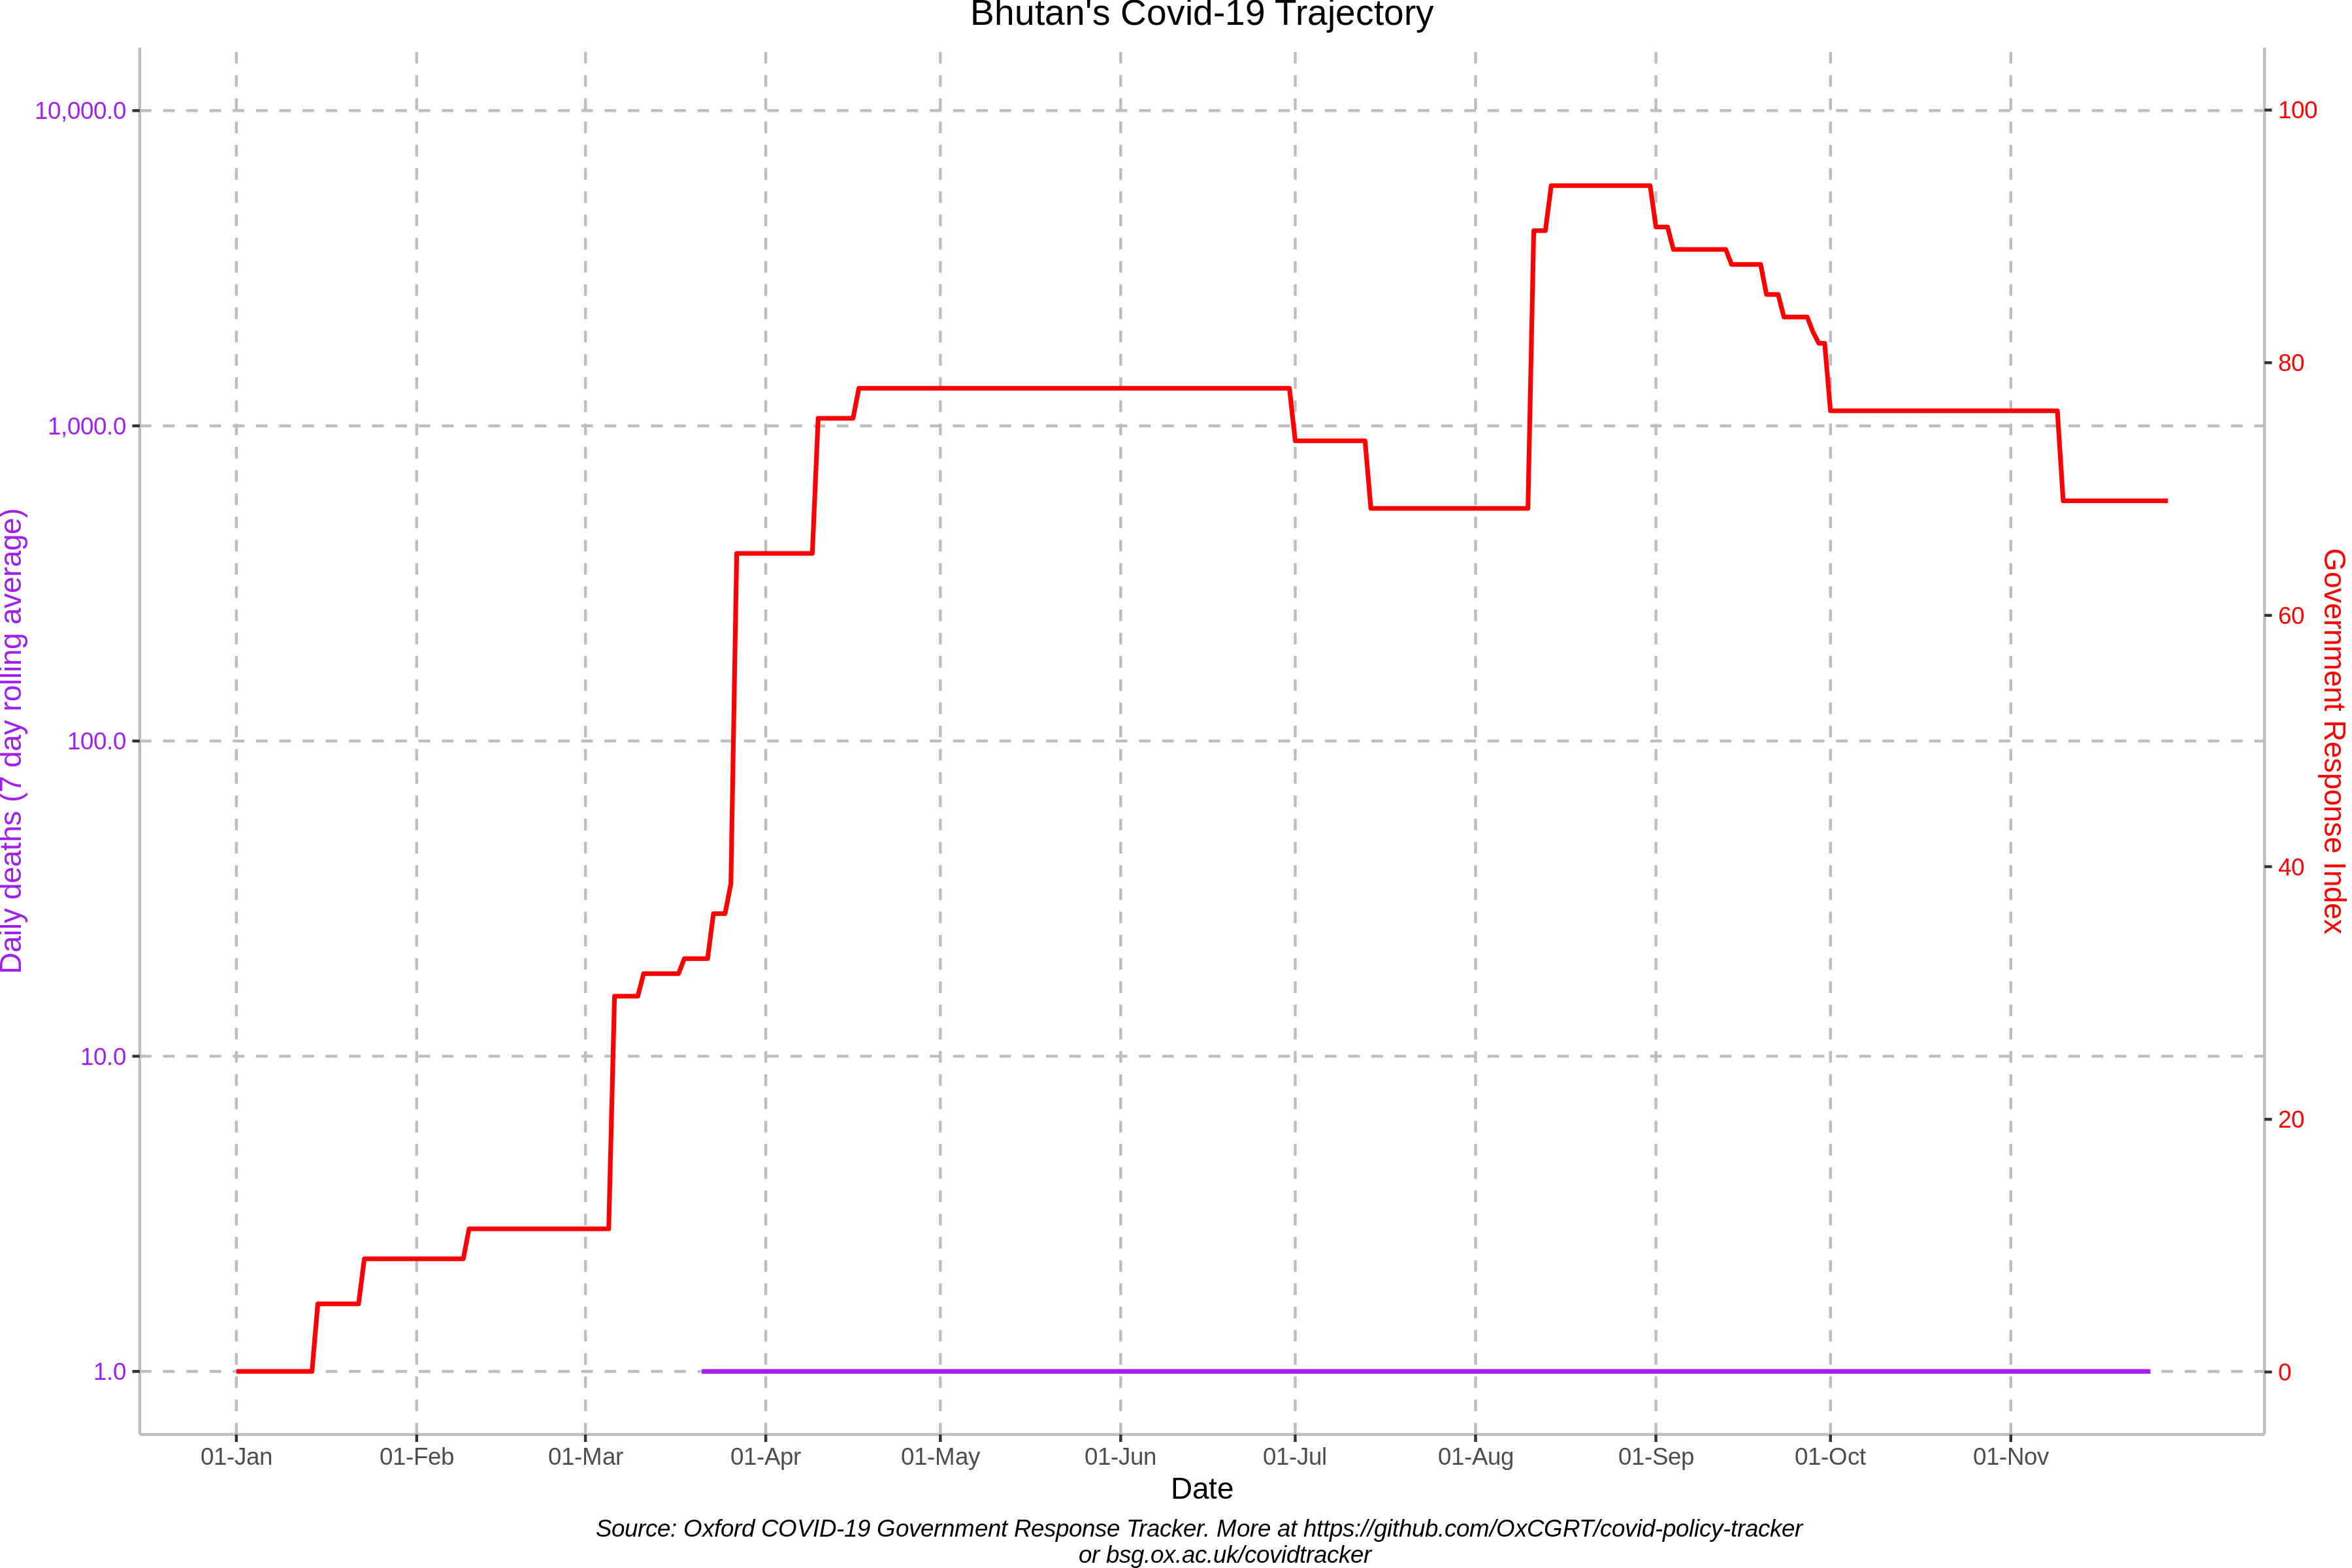 Bhutan's Covid-19 Trajectory
10,000.0
1,000.0
100.0
10.0
1.0
Daily deaths (7 day rolling average)
100
80
60
40
20
0
Government Response Index
01-Jan
01-Feb
01-Mar
01-Apr
01-May
01-Jun
01-Jul
01-Aug
01-Sep
01-Oct
01-Nov
Date
Source: Oxford COVID-19 Government Response Tracker. More at https://github.com/OxCGRT/covid-policy-tracker
or bsg.ox.ac.uk/covidtracker